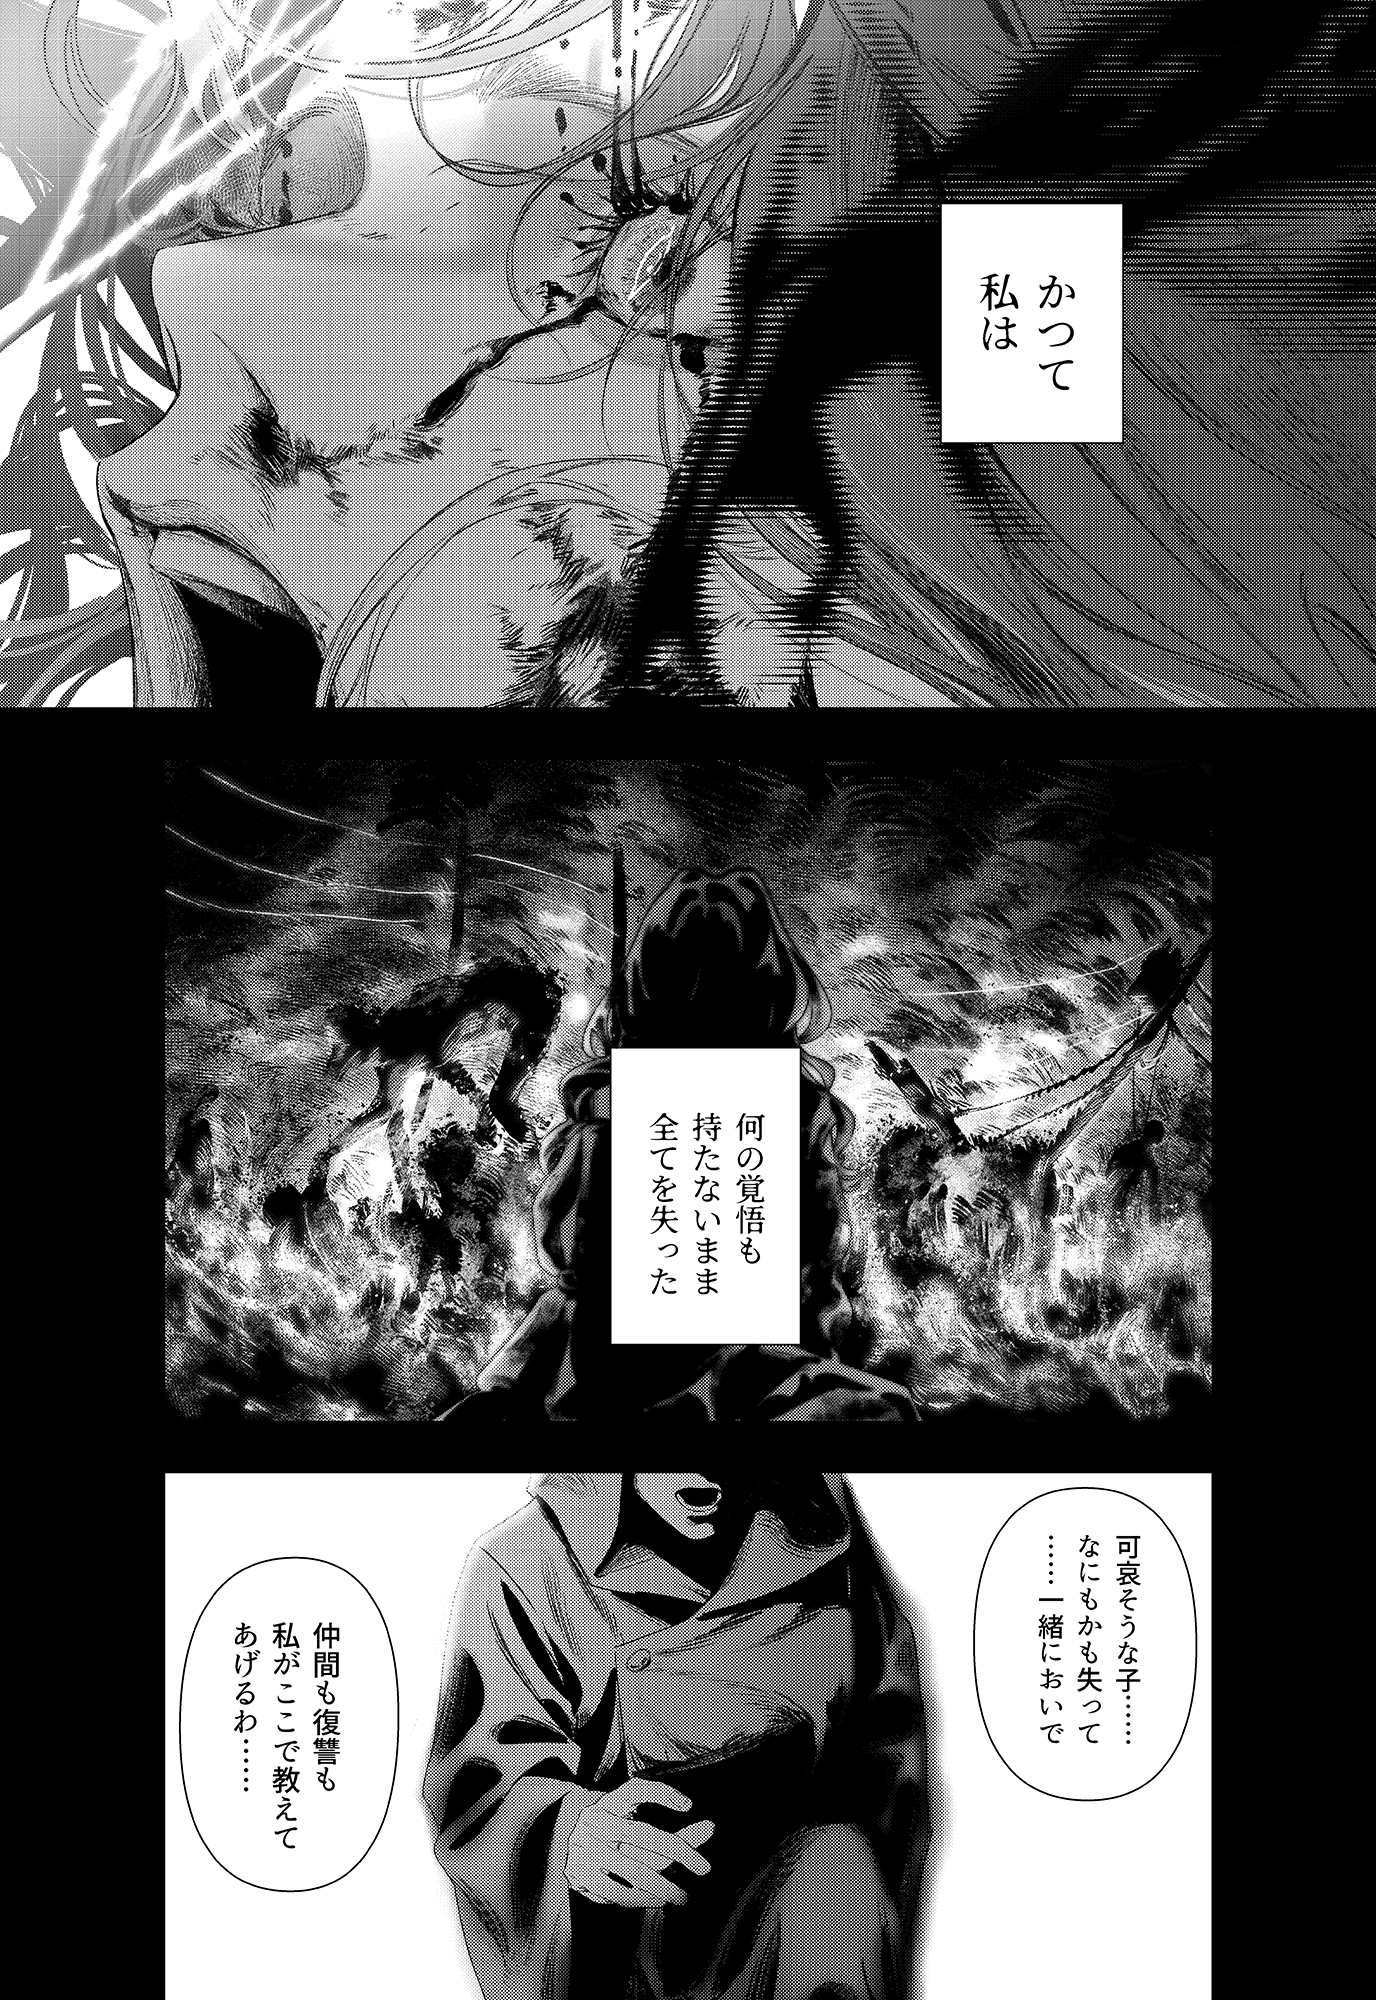 かつて
私は
何の覚悟も
持たないまま
全てを失った
可哀そうな子……
なにもかも失って
……一緒においで
仲間も復讐も
私がここで教えて
あげるわ……